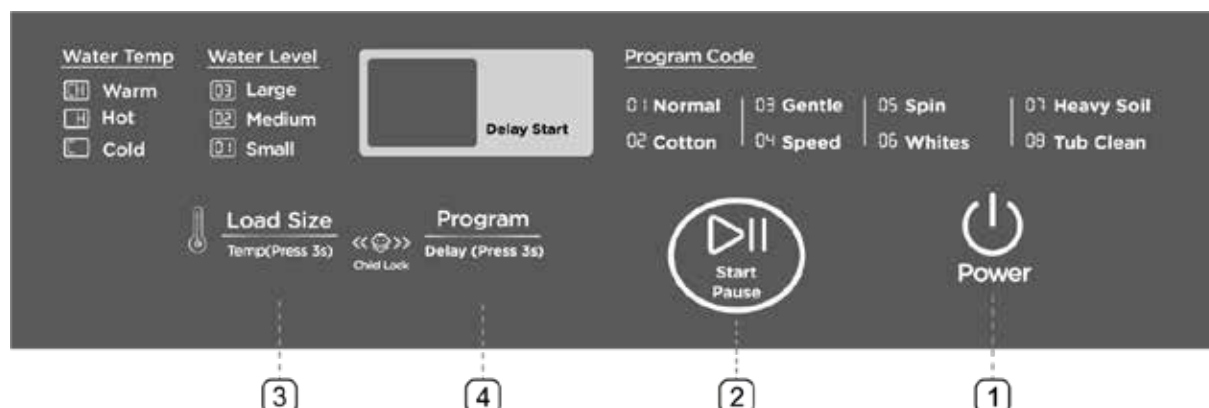 Water Temp
CH Warm
H Hot
C Cold
Water Level
03 Large
02 Medium
01 Small
Delay Start
Program Code
01 Normal
02 Cotton
03 Gentle
04 Speed
05 Spin
06 Whites
07 Heavy Soil
08 Tub Clean
Load Size
Temp(Press 3s)
Child Lock
Program
Delay (Press 3s)
Start
Pause
Power
3
4
2
1